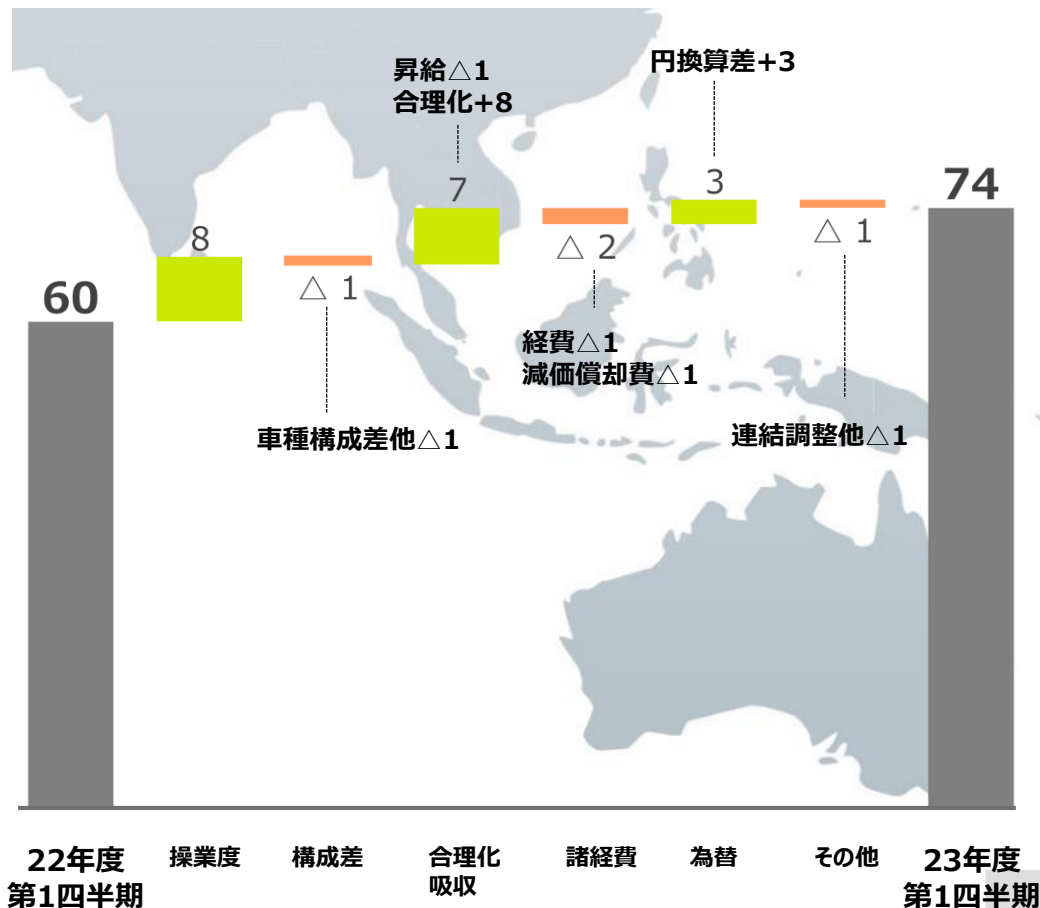 昇給△1
合理化+8
円換算差+3
60
8
△ 1
車種構成差他△1
7
△ 2
経費△1
減価償却費△1
3
△ 1
連結調整他△1
74
22年度
第1四半期
操業度
構成差
合理化
吸収
諸経費
為替
その他
23年度
第1四半期